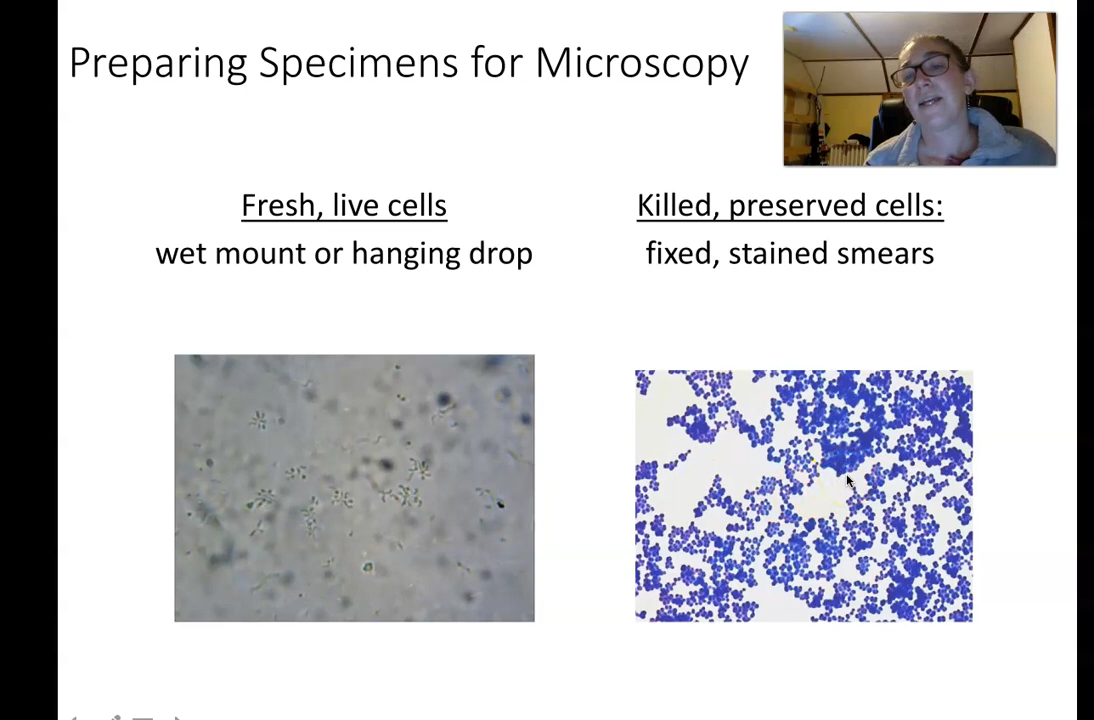 Preparing Specimens for Microscopy
Fresh, live cells
wet mount or hanging drop
Killed, preserved cells:
fixed, stained smears